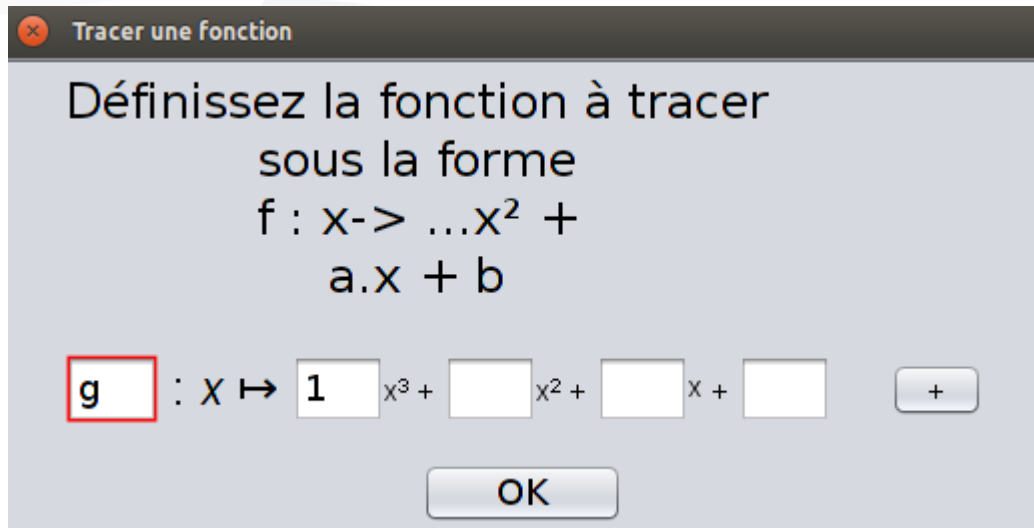 Tracer une fonction
Définissez la fonction à tracer
sous la forme
f : x-> ...x² +
a.x + b
g : x ↦ 1 x³ + x² + x + +
OK